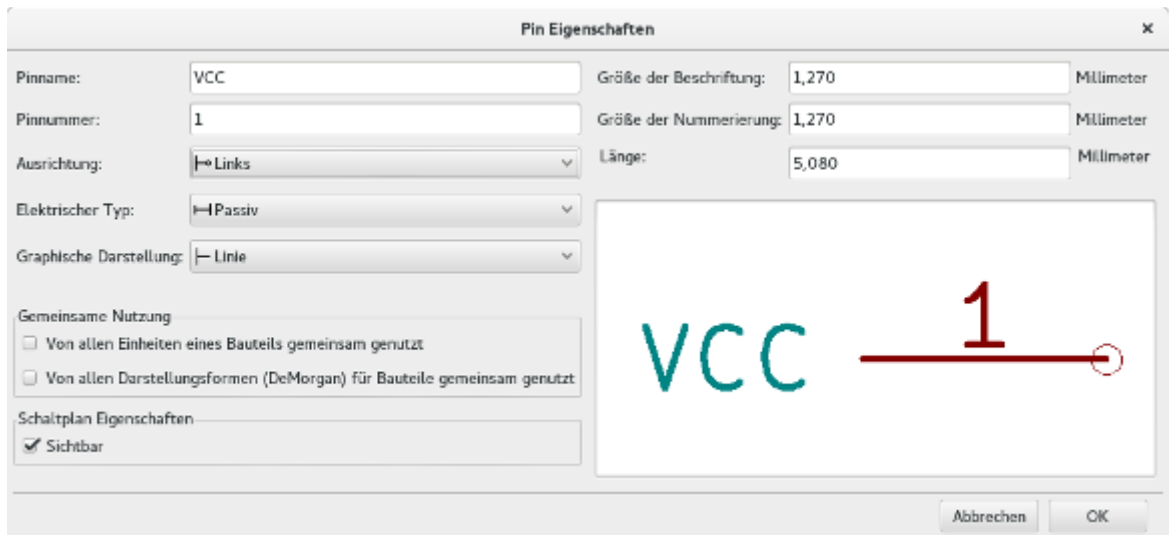 Pin Eigenschaften
Pinname: VCC
Pinnummer: 1
Ausrichtung: Links
Elektrischer Typ: Passiv
Graphische Darstellung: Linie
Gemeinsame Nutzung
Von allen Einheiten eines Bauteils gemeinsam genutzt
Von allen Darstellungsformen (DeMorgan) für Bauteile gemeinsam genutzt
Schaltplan Eigenschaften
Sichtbar
Größe der Beschriftung: 1,270 Millimeter
Größe der Nummerierung: 1,270 Millimeter
Länge: 5,080 Millimeter
VCC 1
Abbrechen OK